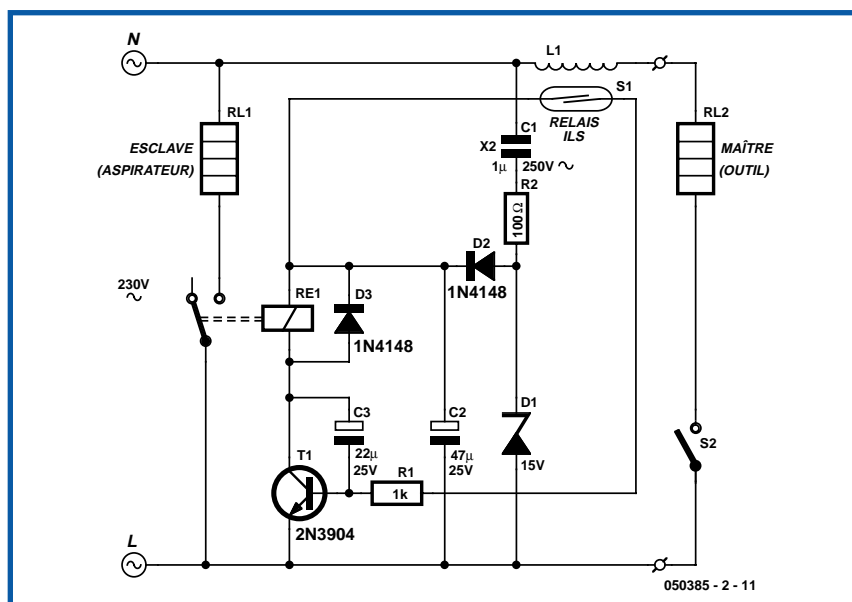 N
L1
S1
RL1
RELAIS
ILS
RL2
ESCLAVE
(ASPIRATEUR)
C1
X2
1μ
250V ~
MAÎTRE
(OUTIL)
R2
100Ω
D2
230V
~
RE1
D3
1N4148
1N4148
C3
C2
D1
S2
T1
22μ
25V
R1
47μ
25V
15V
1k
2N3904
L
050385 - 2 - 11